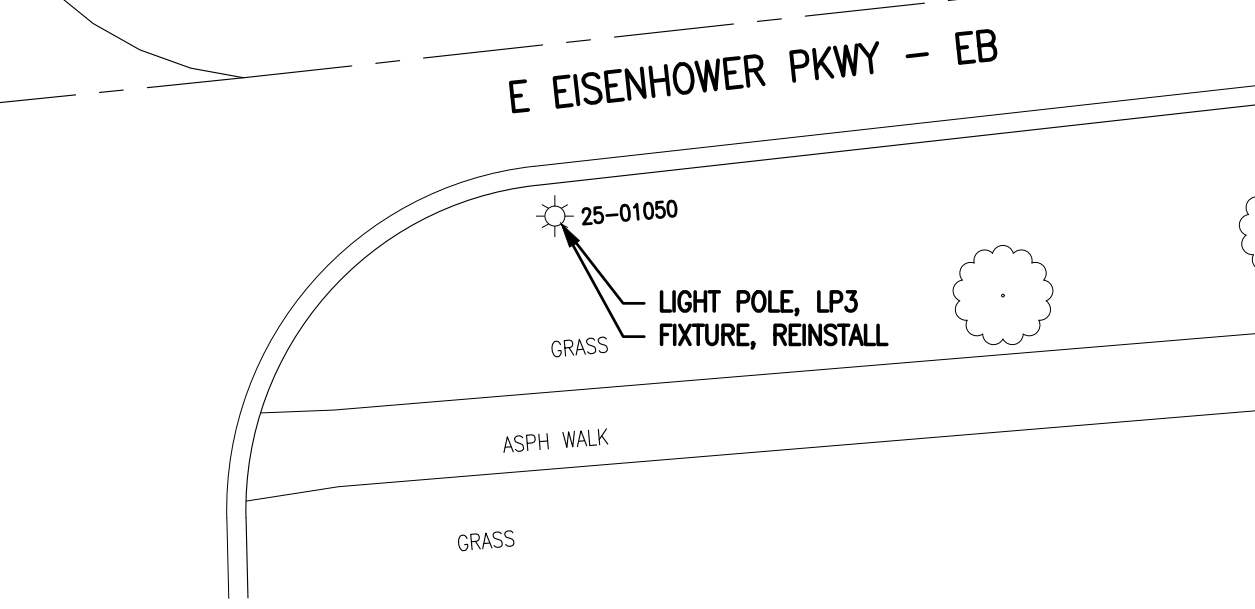 E EISENHOWER PKWY - EB
25-01050
LIGHT POLE, LP3
FIXTURE, REINSTALL
GRASS
ASPH WALK
GRASS